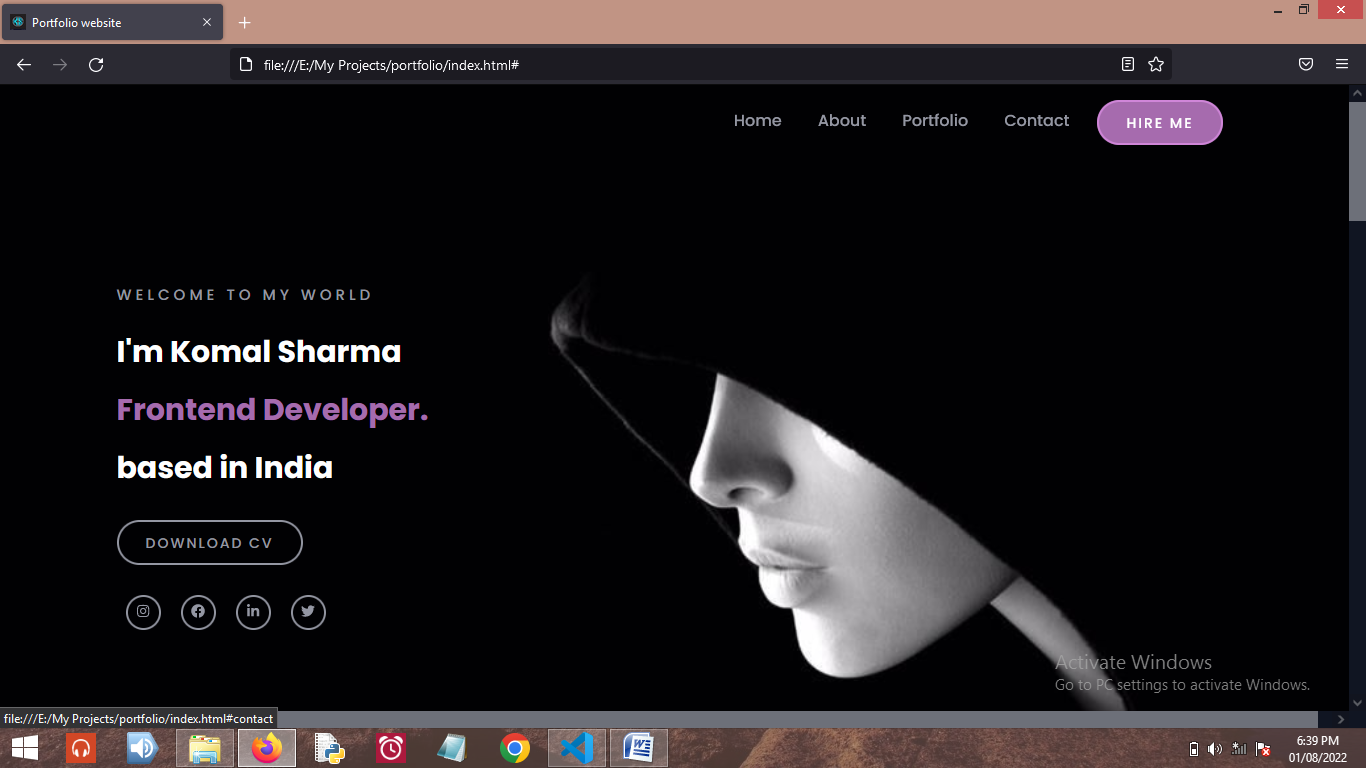 Portfolio website
file:///E:/My Projects/portfolio/index.html#
Home About Portfolio Contact HIRE ME
WELCOME TO MY WORLD
I'm Komal Sharma
Frontend Developer.
based in India
DOWNLOAD CV
Activate Windows
Go to PC settings to activate Windows.
file:///E:/My Projects/portfolio/index.html#contact
6:39 PM
01/08/2022